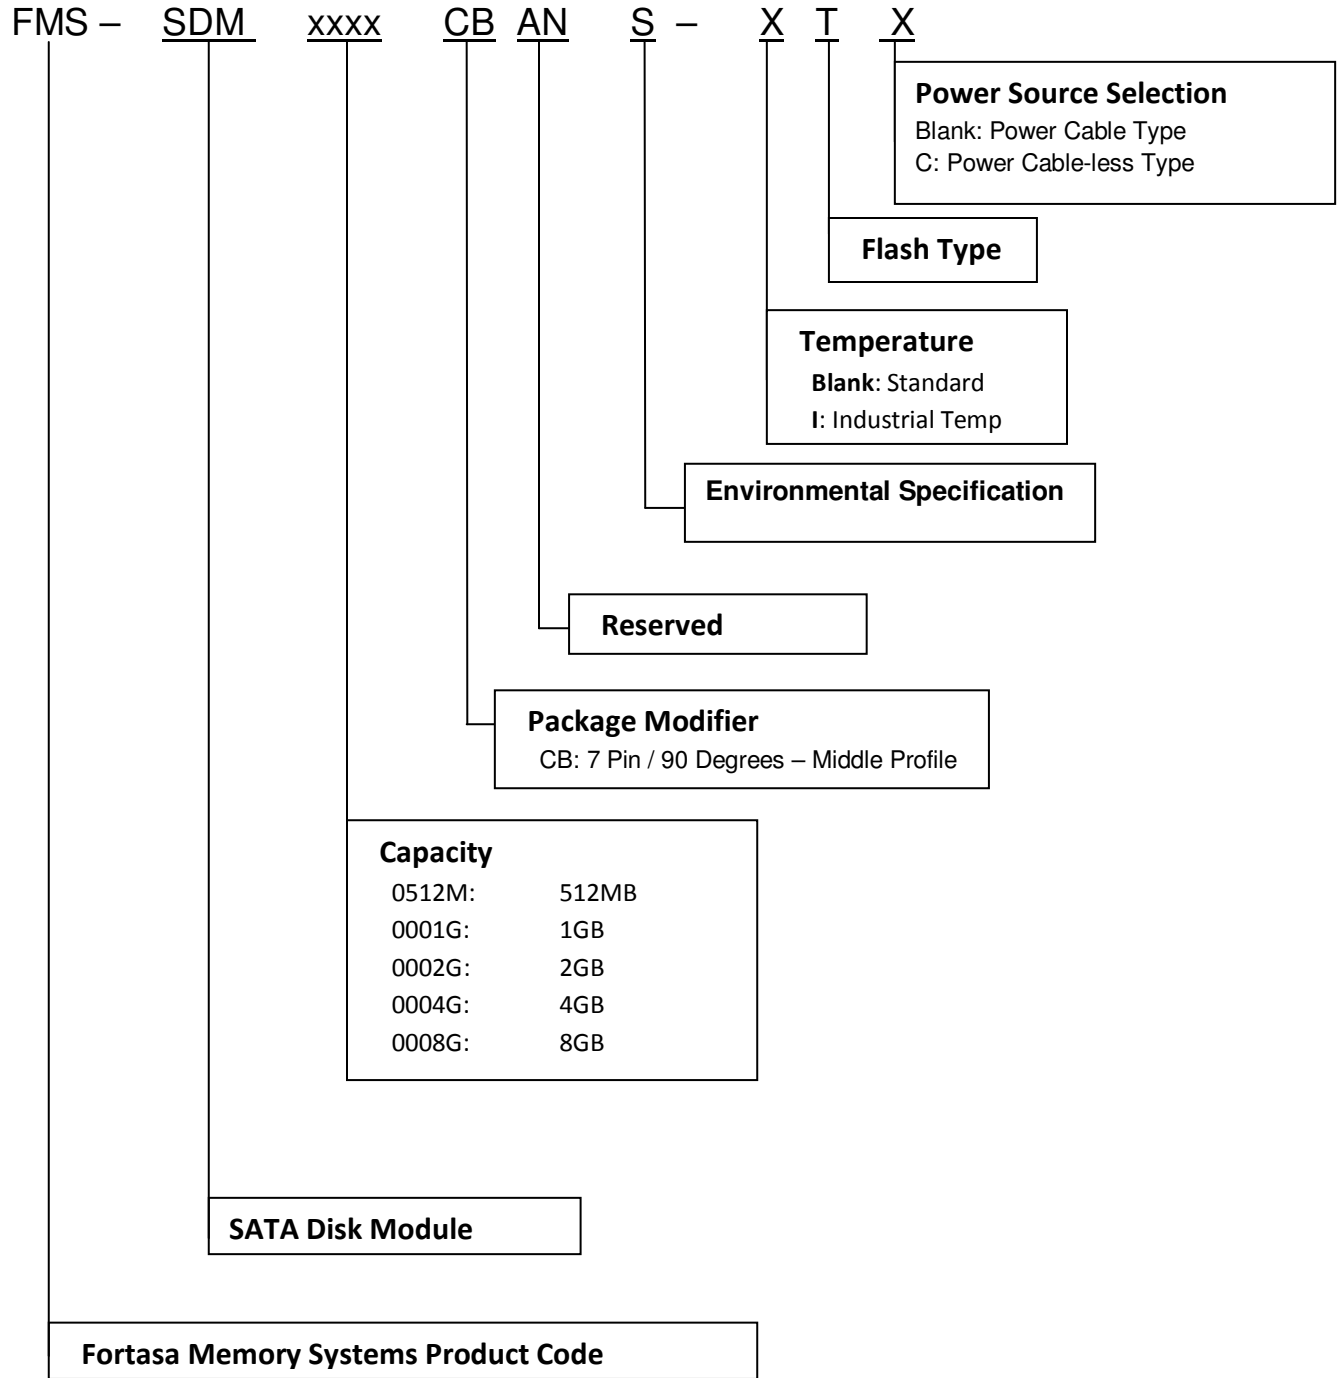 FMS – SDM xxxx CB AN S – X T X
Power Source Selection
Blank: Power Cable Type
C: Power Cable-less Type
Flash Type
Temperature
Blank: Standard
I: Industrial Temp
Environmental Specification
Reserved
Package Modifier
CB: 7 Pin / 90 Degrees – Middle Profile
Capacity
0512M: 512MB
0001G: 1GB
0002G: 2GB
0004G: 4GB
0008G: 8GB
SATA Disk Module
Fortasa Memory Systems Product Code